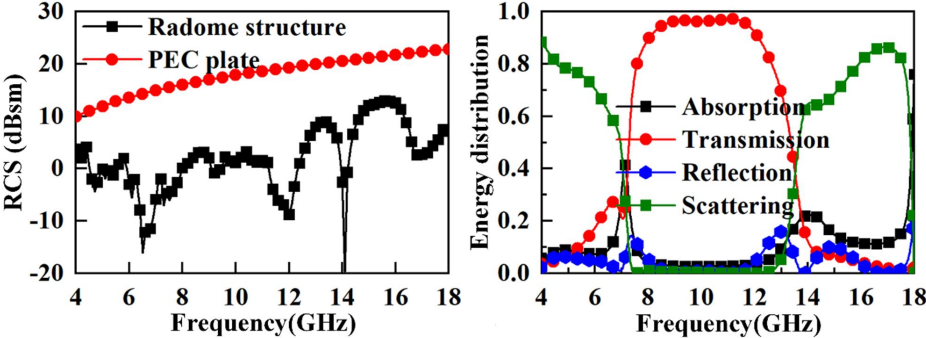 30
20
10
0
-10
-20
RCS (dBsm)
Radome structure
PEC plate
4 6 8 10 12 14 16 18
Frequency(GHz)
1.0
0.8
0.6
0.4
0.2
0.0
Energy distribution
Absorption
Transmission
Reflection
Scattering
4 6 8 10 12 14 16 18
Frequency(GHz)